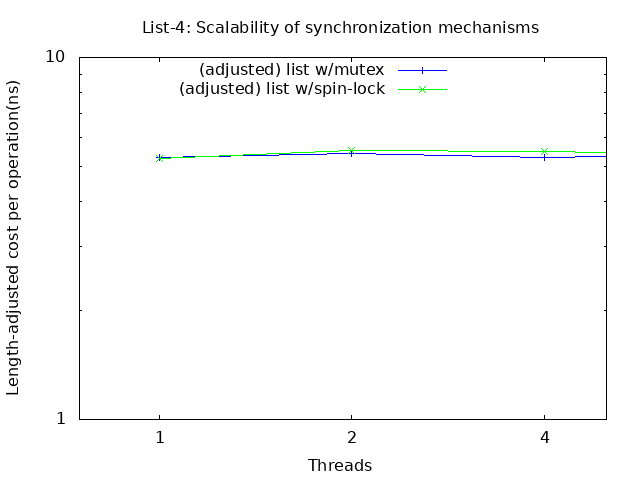 List-4: Scalability of synchronization mechanisms
10
(adjusted) list w/mutex
(adjusted) list w/spin-lock
Length-adjusted cost per operation(ns)
1
1 2 4
Threads